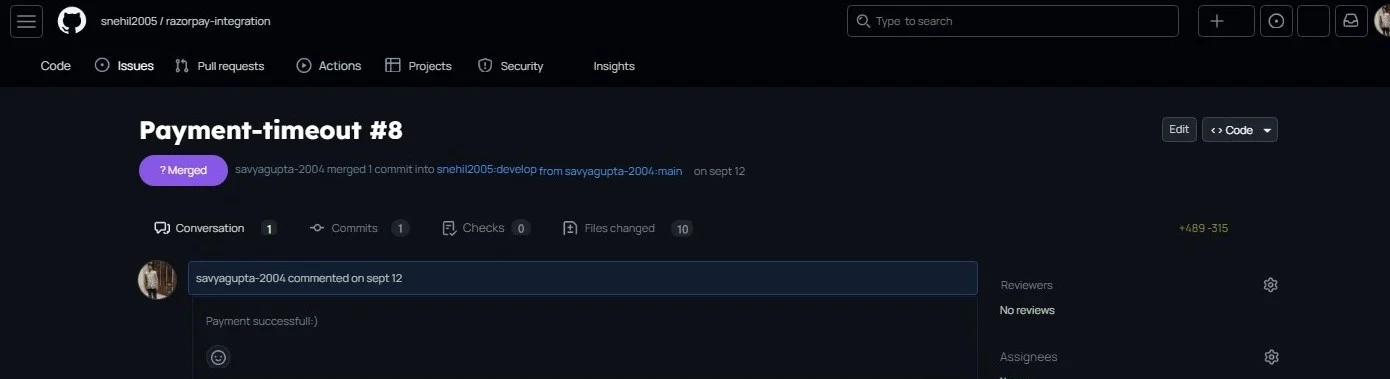 snehil2005 / razorpay-integration
Type to search
Code Issues Pull requests Actions Projects Security Insights
Payment-timeout #8
Edit
<> Code
? Merged
savyagupta-2004 merged 1 commit into snehil2005:develop from savyagupta-2004:main on sept 12
Conversation 1 Commits 1 Checks 0 Files changed 10
+489 -315
savyagupta-2004 commented on sept 12
Reviewers
Payment successfull:)
No reviews
Assignees